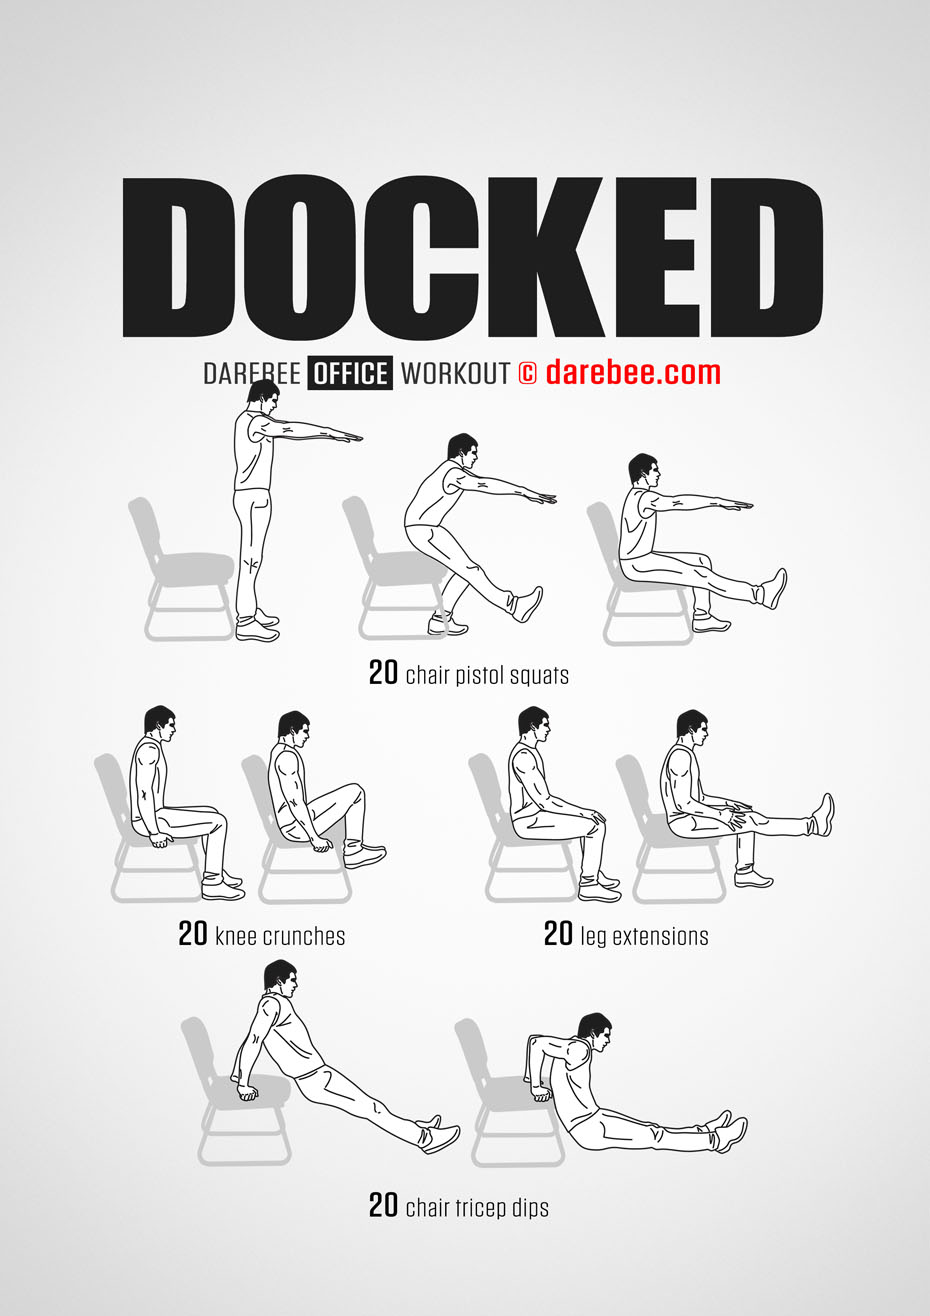 DOCKED
DAREBEE OFFICE WORKOUT © darebee.com
20 chair pistol squats
20 knee crunches
20 leg extensions
20 chair tricep dips